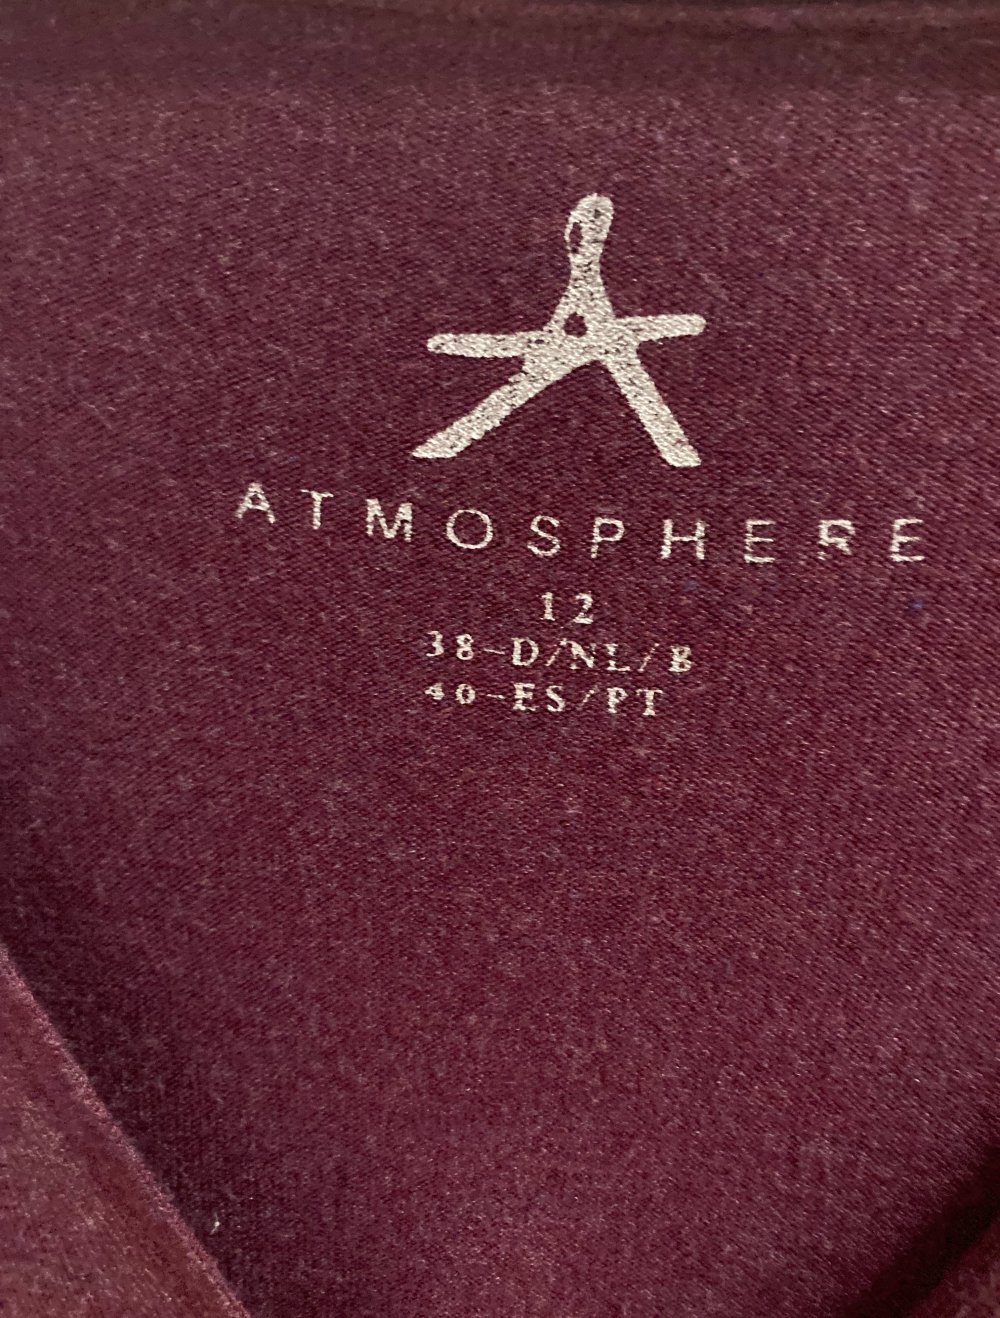 ATMOSPHERE
12
38-D/NL/B
40-ES/PT